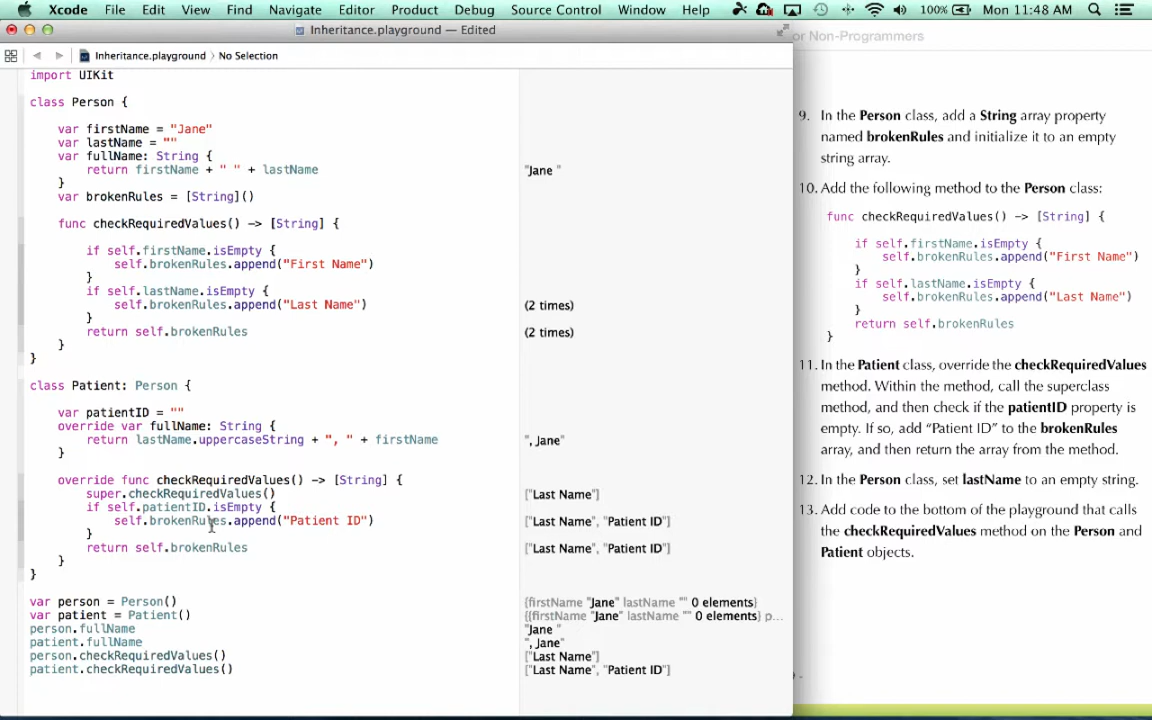 Xcode File Edit View Find Navigate Editor Product Debug Source Control Window Help 100% Mon 11:48 AM
Inheritance.playground — Edited
or Non-Programmers
Inheritance.playground › No Selection
import UIKit
class Person {
var firstName = "Jane"
var lastName = ""
var fullName: String {
return firstName + " " + lastName
"Jane "
}
var brokenRules = [String]()
func checkRequiredValues() -> [String] {
if self.firstName.isEmpty {
self.brokenRules.append("First Name")
}
if self.lastName.isEmpty {
self.brokenRules.append("Last Name")
(2 times)
}
return self.brokenRules
(2 times)
}
}
class Patient: Person {
var patientID = ""
override var fullName: String {
return lastName.uppercaseString + ", " + firstName
", Jane"
}
override func checkRequiredValues() -> [String] {
super.checkRequiredValues()
["Last Name"]
if self.patientID.isEmpty {
self.brokenRules.append("Patient ID")
["Last Name", "Patient ID"]
}
return self.brokenRules
["Last Name", "Patient ID"]
}
}
var person = Person()
{firstName "Jane" lastName "" 0 elements}
var patient = Patient()
{{firstName "Jane" lastName "" 0 elements} p...
person.fullName
"Jane "
patient.fullName
", Jane"
person.checkRequiredValues()
["Last Name"]
patient.checkRequiredValues()
["Last Name", "Patient ID"]
9. In the Person class, add a String array property
named brokenRules and initialize it to an empty
string array.
10. Add the following method to the Person class:
func checkRequiredValues() -> [String] {
if self.firstName.isEmpty {
self.brokenRules.append("First Name")
}
if self.lastName.isEmpty {
self.brokenRules.append("Last Name")
}
return self.brokenRules
}
11. In the Patient class, override the checkRequiredValues
method. Within the method, call the superclass
method, and then check if the patientID property is
empty. If so, add “Patient ID” to the brokenRules
array, and then return the array from the method.
12. In the Person class, set lastName to an empty string.
13. Add code to the bottom of the playground that calls
the checkRequiredValues method on the Person and
Patient objects.